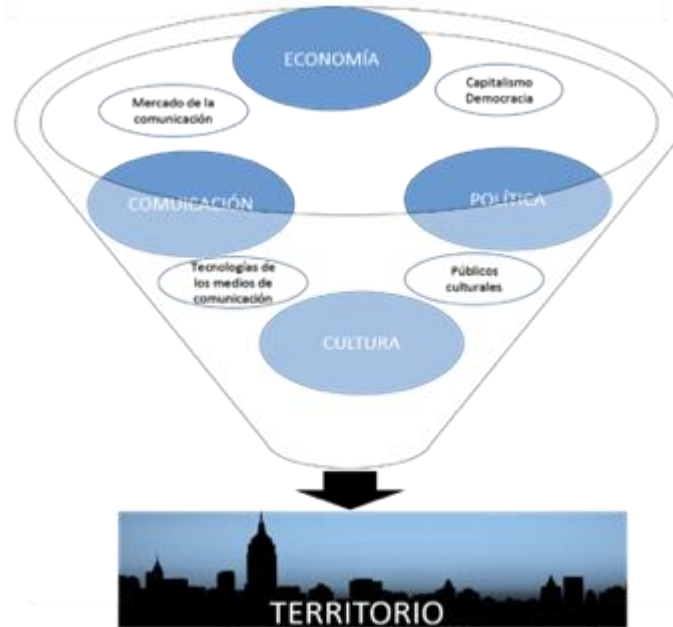 ECONOMÍA
Mercado de la
comunicación
Capitalismo
Democracia
COMUICACIÓN
POLÍTICA
Tecnologías de
los medios de
comunicación
Públicos
culturales
CULTURA
TERRITORIO